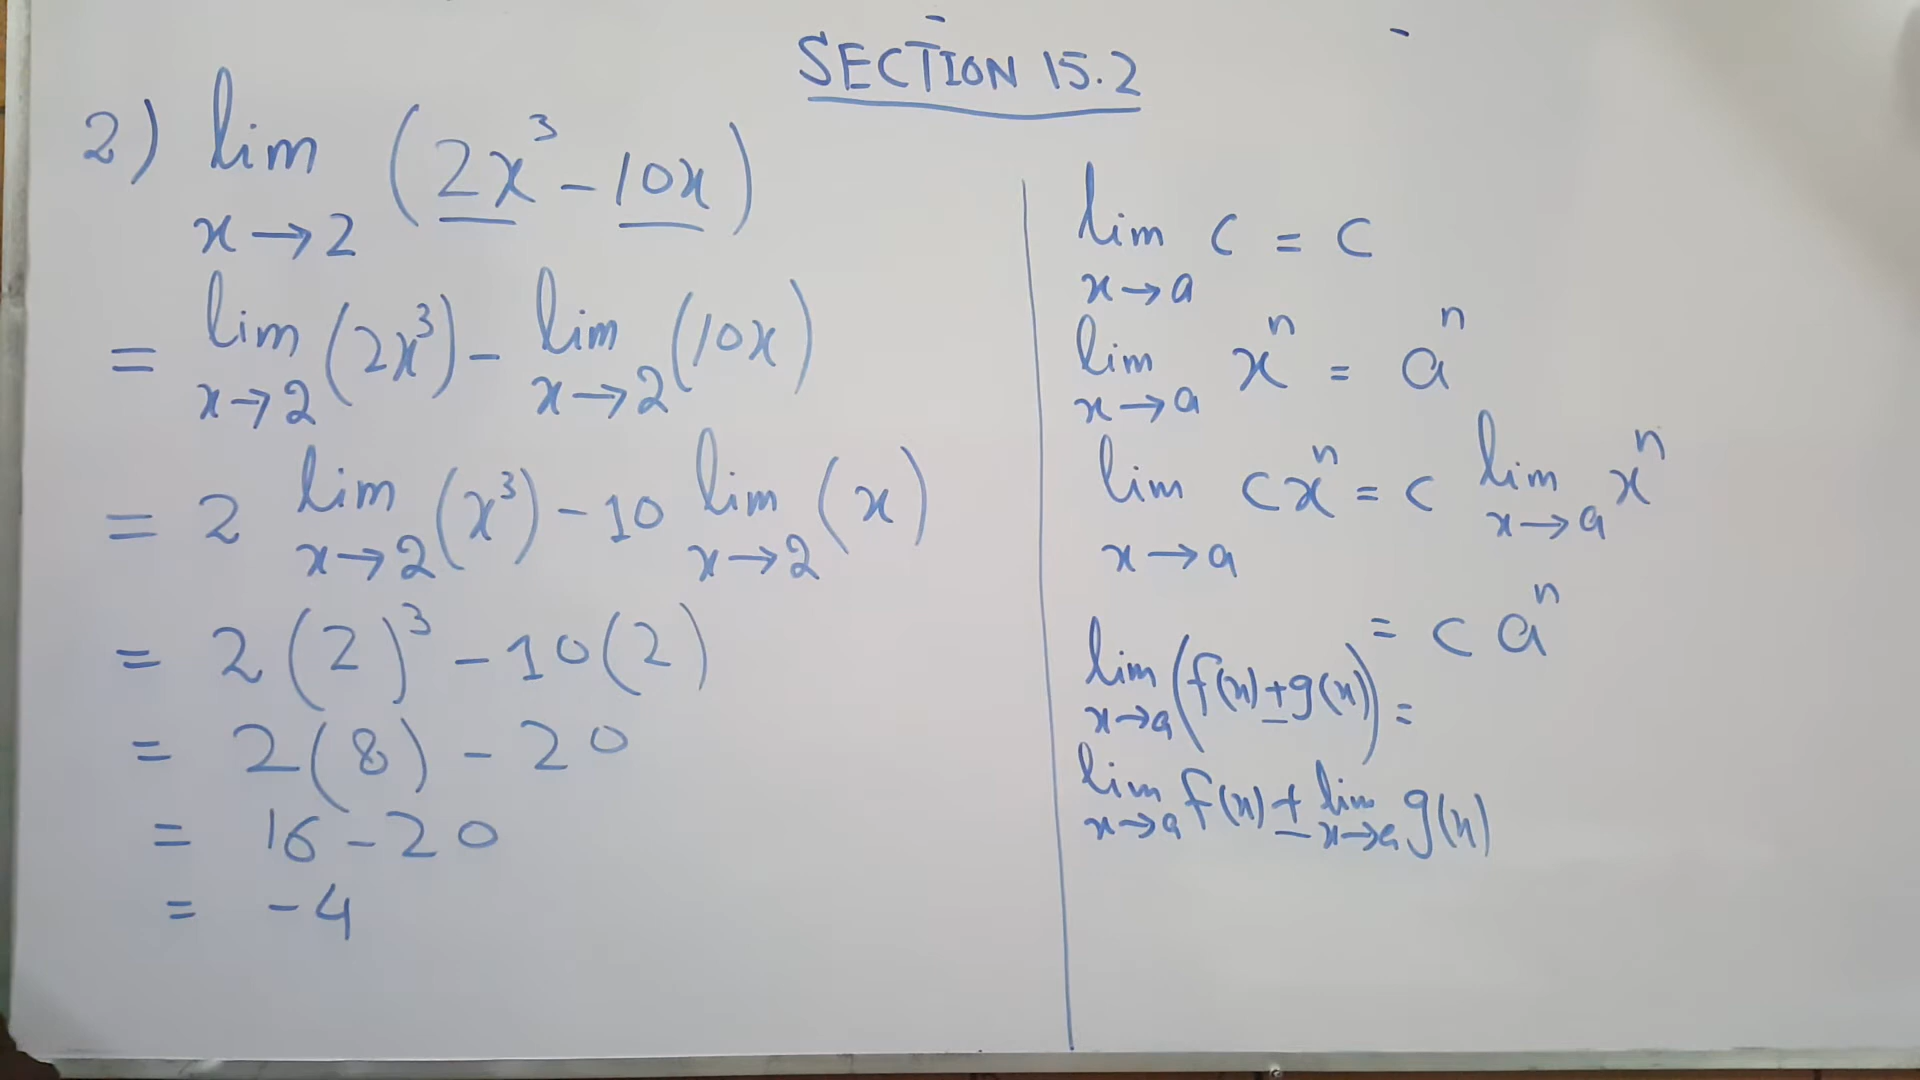 SECTION 15.2
2) lim (2x³ - 10x)
x→2
= lim (2x³) - lim (10x)
x→2 x→2
= 2 lim (x³) - 10 lim (x)
x→2 x→2
= 2(2)³ - 10(2)
= 2(8) - 20
= 16 - 20
= -4
lim c = c
x→a
lim xⁿ = aⁿ
x→a
lim cxⁿ = c lim xⁿ
x→a x→a
= c aⁿ
lim (f(x) ± g(x)) =
x→a
lim f(x) ± lim g(x)
x→a x→a